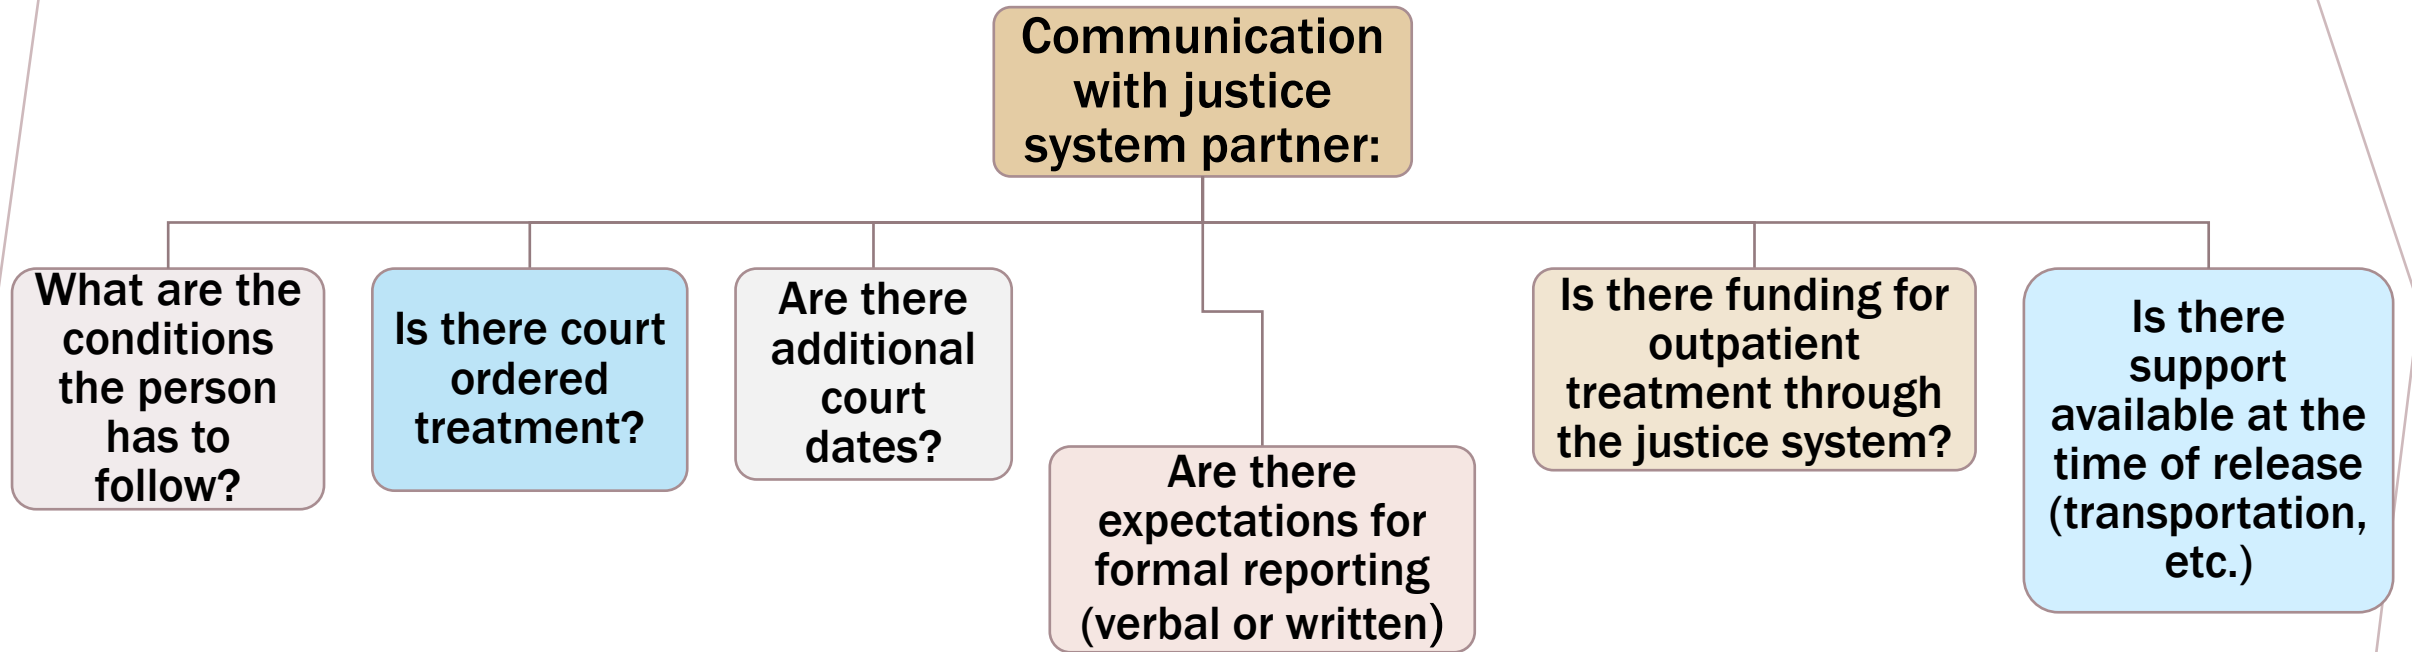 Communication
with justice
system partner:
What are the
conditions
the person
has to
follow?
Is there court
ordered
treatment?
Are there
additional
court
dates?
Are there
expectations for
formal reporting
(verbal or written)
Is there funding for
outpatient
treatment through
the justice system?
Is there
support
available at the
time of release
(transportation,
etc.)